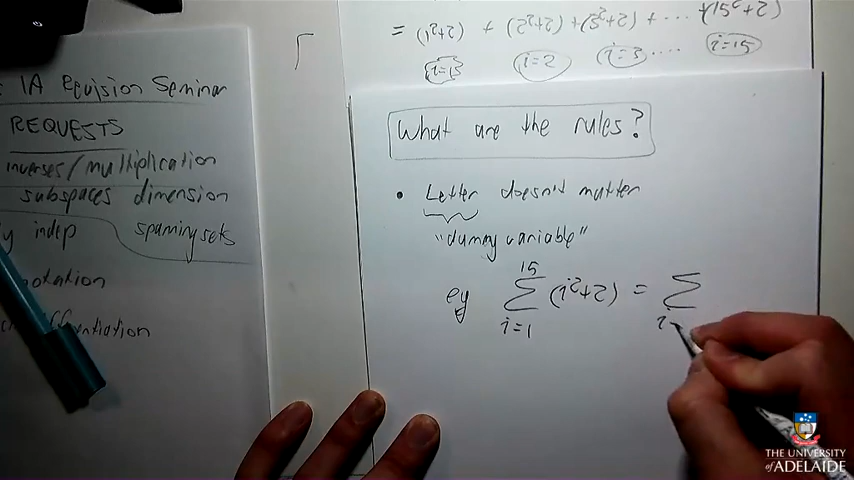 = (1²+2) + (2²+2) + (3²+2) + ... + (15²+2)
i=2 i=3 .... i=15
1A Revision Seminar
REQUESTS
inverses/multiplication
subspaces dimension
indep spanning sets
notation
differentiation
What are the rules?
• Letter doesn't matter
"dummy variable"
eg ∑ i=1 15 (i²+2) = ∑ i=
THE UNIVERSITY
of ADELAIDE